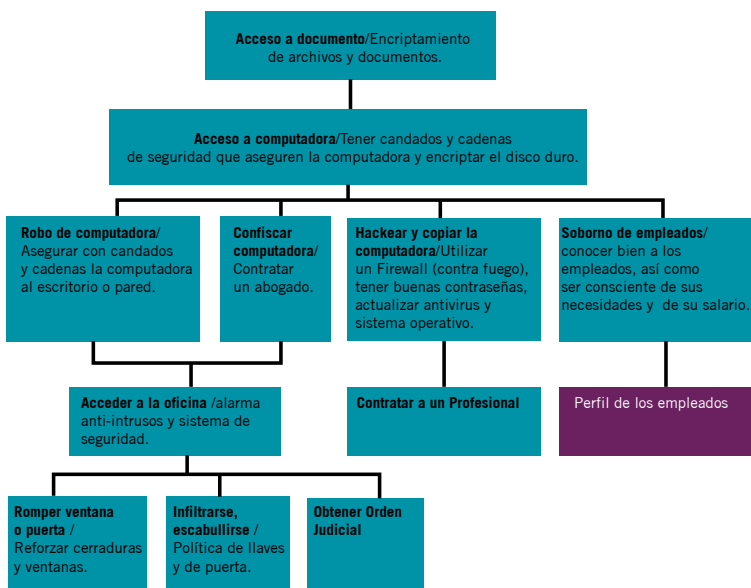 Acceso a documento/Encriptamiento
de archivos y documentos.
Acceso a computadora/Tener candados y cadenas
de seguridad que aseguren la computadora y encriptar el disco duro.
Robo de computadora/
Asegurar con candados
y cadenas la computadora
al escritorio o pared.
Confiscar
computadora/
Contratar
un abogado.
Hackear y copiar la
computadora/Utilizar
un Firewall (contra fuego),
tener buenas contraseñas,
actualizar antivirus y
sistema operativo.
Soborno de empleados/
conocer bien a los
empleados, así como
ser consciente de sus
necesidades y de su salario.
Acceder a la oficina /alarma
anti-intrusos y sistema de
seguridad.
Contratar a un Profesional
Perfil de los empleados
Romper ventana
o puerta /
Reforzar cerraduras
y ventanas.
Infiltrarse,
escabullirse /
Política de llaves
y de puerta.
Obtener Orden
Judicial